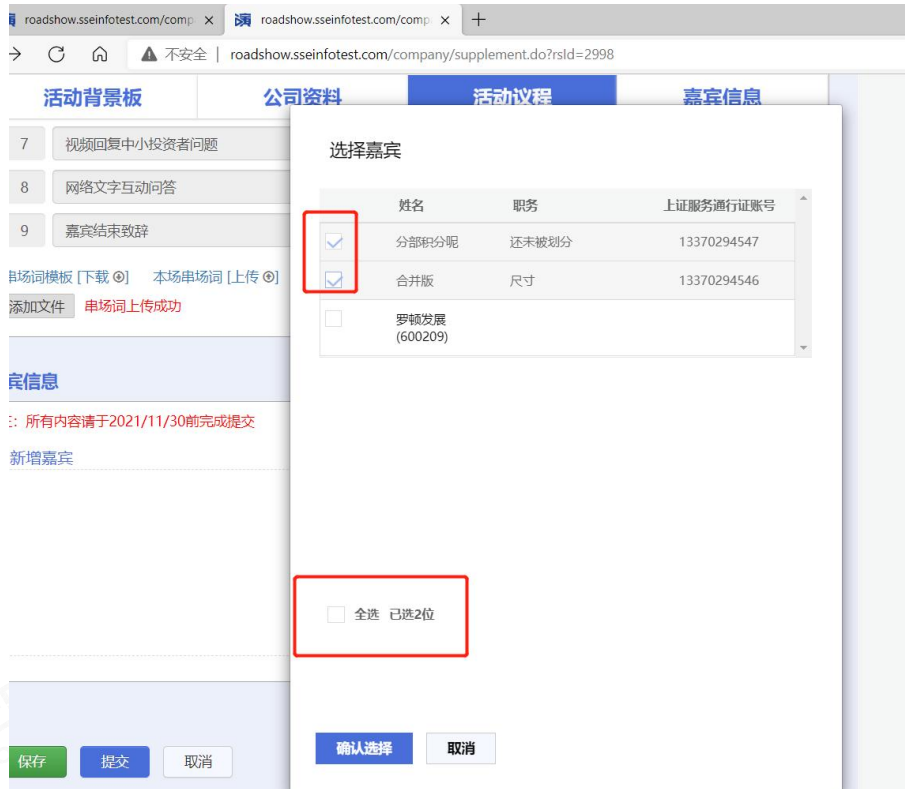 roadshow.sseinfotest.com/comp
roadshow.sseinfotest.com/comp
不安全 | roadshow.sseinfotest.com/company/supplement.do?rsId=2998
活动背景板 公司资料 活动议程 嘉宾信息
7 视频回复中小投资者问题
8 网络文字互动问答
9 嘉宾结束致辞
串场词模板 [下载] 本场串场词 [上传]
添加文件 串场词上传成功
宾信息
：所有内容请于2021/11/30前完成提交
新增嘉宾
保存 提交 取消
选择嘉宾
姓名 职务 上证服务通行证账号
分部积分呢 还未被划分 13370294547
合并版 尺寸 13370294546
罗顿发展
(600209)
全选 已选2位
确认选择 取消